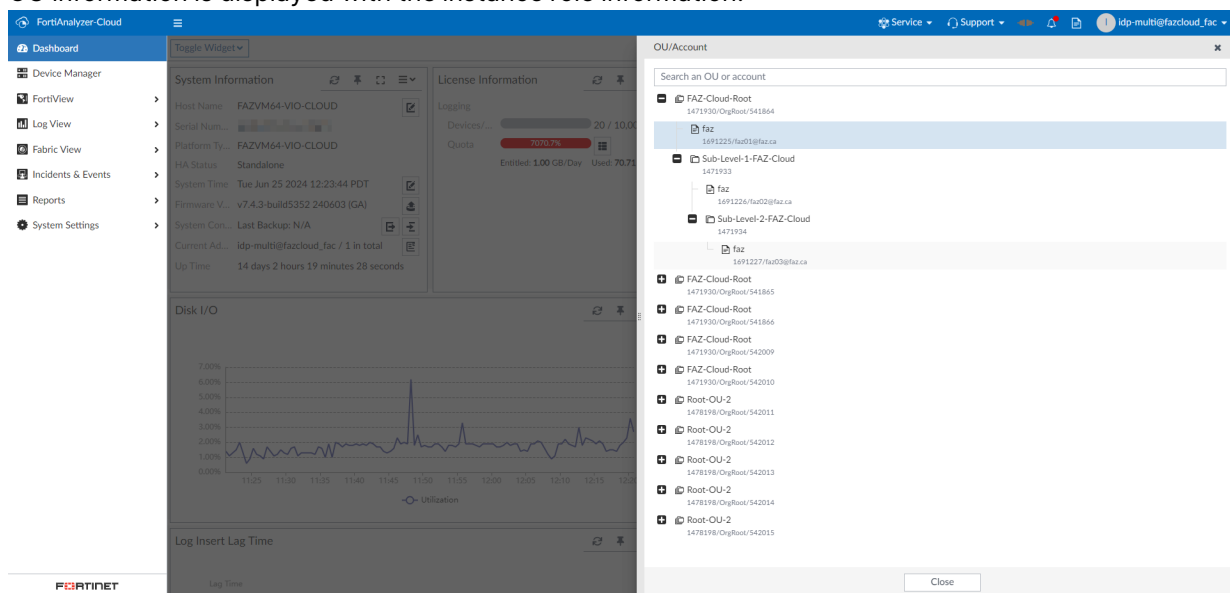 OU information is displayed with the instance role information.
FortiAnalyzer-Cloud
Service
Support
I
idp-multi@fazcloud_fac
Dashboard
Device Manager
FortiView
Log View
Fabric View
Incidents & Events
Reports
System Settings
FORTINET
Toggle Widget
System Information
Host Name FAZVM64-VIO-CLOUD
Serial Num...
Platform Ty... FAZVM64-VIO-CLOUD
HA Status Standalone
System Time Tue Jun 25 2024 12:23:44 PDT
Firmware V... v7.4.3-build5352 240603 (GA)
System Con... Last Backup: N/A
Current Ad... idp-multi@fazcloud_fac / 1 in total
Up Time 14 days 2 hours 19 minutes 28 seconds
License Information
Logging
Devices/... 20 / 10,00
Quota 7070.7%
Entitled: 1.00 GB/Day Used: 70.71
Disk I/O
7.00%
6.00%
5.00%
4.00%
3.00%
2.00%
1.00%
0.00%
11:25 11:30 11:35 11:40 11:45 11:50 11:55 12:00 12:05 12:10 12:15 12:20
Utilization
Log Insert Lag Time
Lag Time
OU/Account
Search an OU or account
FAZ-Cloud-Root
1471930/OrgRoot/541864
faz
1691225/faz01@faz.ca
Sub-Level-1-FAZ-Cloud
1471933
faz
1691226/faz02@faz.ca
Sub-Level-2-FAZ-Cloud
1471934
faz
1691227/faz03@faz.ca
FAZ-Cloud-Root
1471930/OrgRoot/541865
FAZ-Cloud-Root
1471930/OrgRoot/541866
FAZ-Cloud-Root
1471930/OrgRoot/542009
FAZ-Cloud-Root
1471930/OrgRoot/542010
Root-OU-2
1478198/OrgRoot/542011
Root-OU-2
1478198/OrgRoot/542012
Root-OU-2
1478198/OrgRoot/542013
Root-OU-2
1478198/OrgRoot/542014
Root-OU-2
1478198/OrgRoot/542015
Close